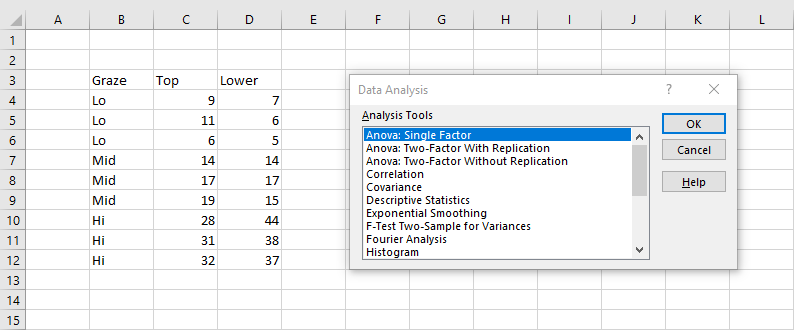 A B C D E F G H I J K L
1
2
3 Graze Top Lower
4 Lo 9 7
5 Lo 11 6
6 Lo 6 5
7 Mid 14 14
8 Mid 17 17
9 Mid 19 15
10 Hi 28 44
11 Hi 31 38
12 Hi 32 37
13
14
15
Data Analysis ?
Analysis Tools
Anova: Single Factor
Anova: Two-Factor With Replication
Anova: Two-Factor Without Replication
Correlation
Covariance
Descriptive Statistics
Exponential Smoothing
F-Test Two-Sample for Variances
Fourier Analysis
Histogram
OK
Cancel
Help